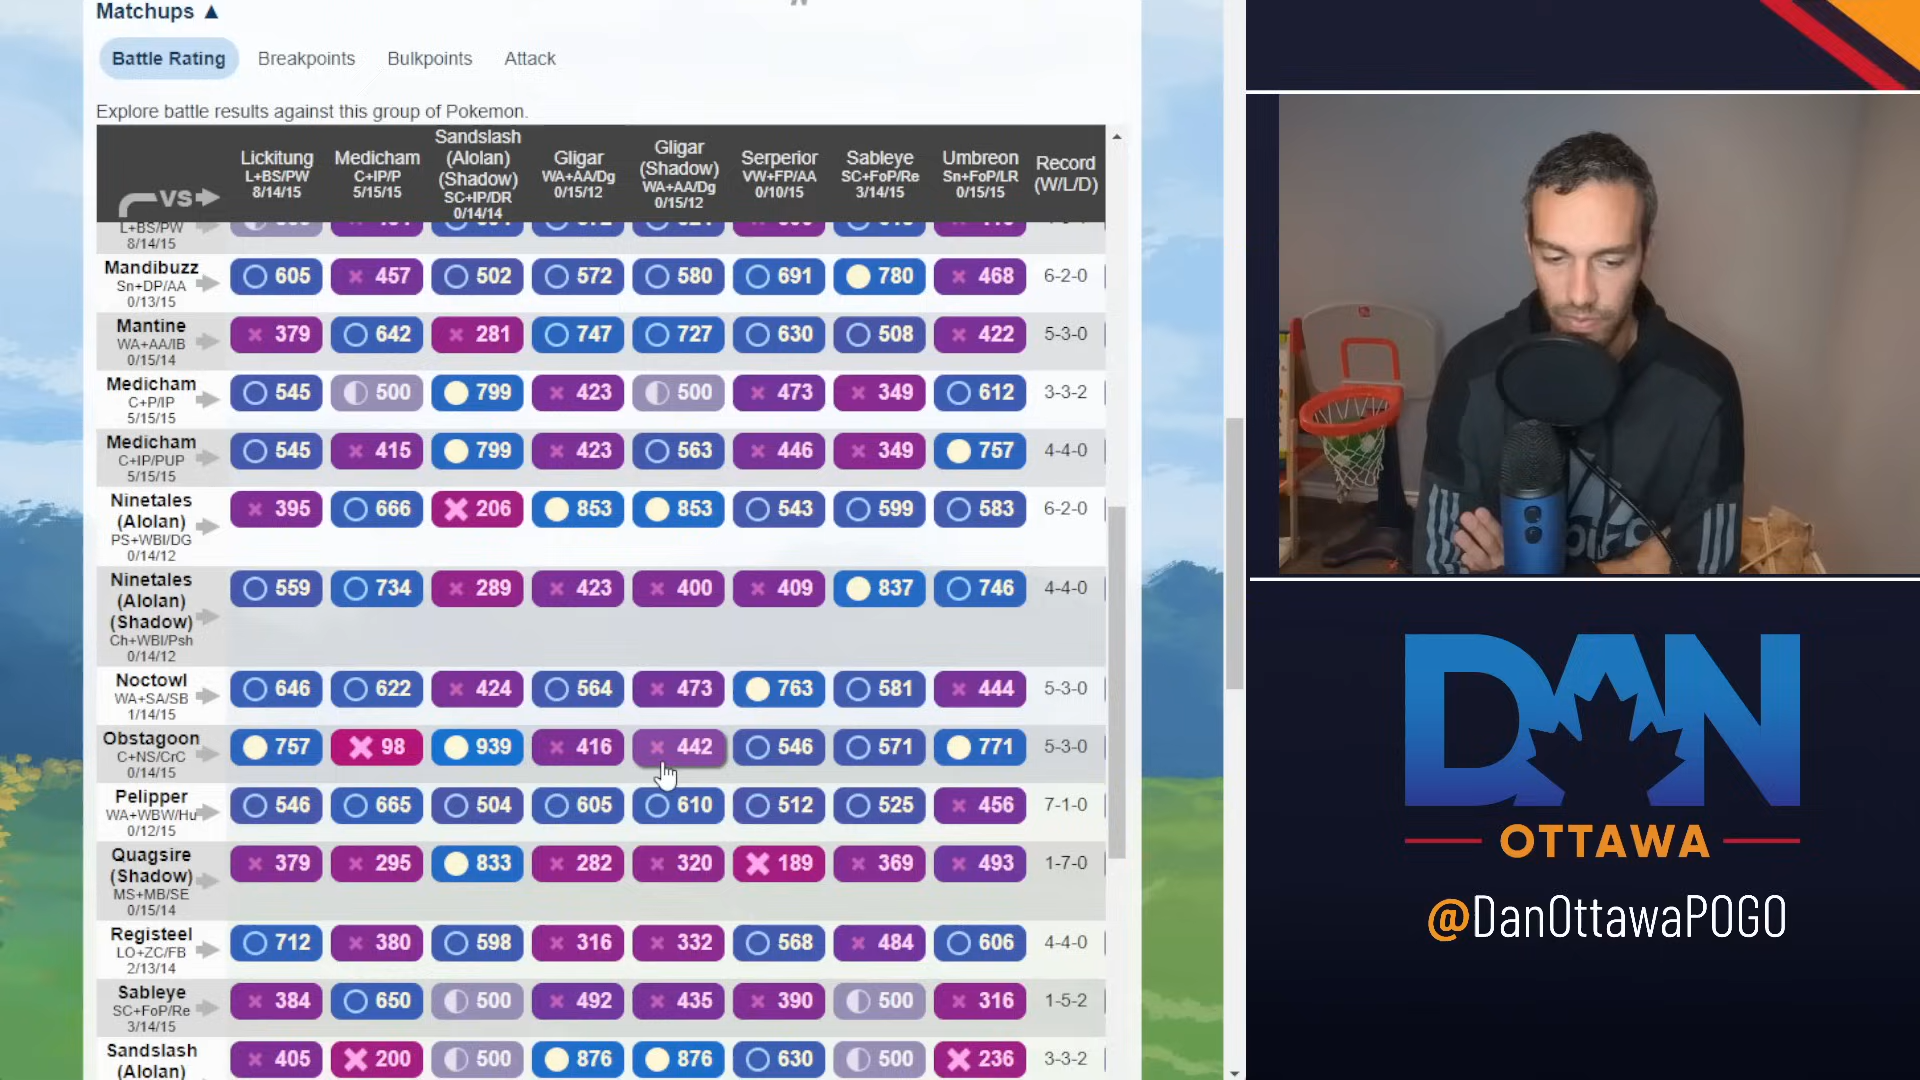 Matchups ▲
Battle Rating Breakpoints Bulkpoints Attack
Explore battle results against this group of Pokemon.
VS
Lickitung
L+BS/PW
8/14/15
Medicham
C+IP/P
5/15/15
Sandslash
(Alolan)
(Shadow)
SC+IP/DR
0/14/14
Gligar
WA+AA/Dg
0/15/12
Gligar
(Shadow)
WA+AA/Dg
0/15/12
Serperior
VW+FP/AA
0/10/15
Sableye
SC+FoP/Re
3/14/15
Umbreon
Sn+FoP/LR
0/15/15
Record
(W/L/D)
L+BS/PW
8/14/15
Mandibuzz
Sn+DP/AA
0/13/15
605 457 502 572 580 691 780 468 6-2-0
Mantine
WA+AA/IB
0/15/14
379 642 281 747 727 630 508 422 5-3-0
Medicham
C+P/IP
5/15/15
545 500 799 423 500 473 349 612 3-3-2
Medicham
C+IP/PUP
5/15/15
545 415 799 423 563 446 349 757 4-4-0
Ninetales
(Alolan)
PS+WBI/DG
0/14/12
395 666 206 853 853 543 599 583 6-2-0
Ninetales
(Alolan)
(Shadow)
Ch+WBI/Psh
0/14/12
559 734 289 423 400 409 837 746 4-4-0
Noctowl
WA+SA/SB
1/14/15
646 622 424 564 473 763 581 444 5-3-0
Obstagoon
C+NS/CrC
0/14/15
757 98 939 416 442 546 571 771 5-3-0
Pelipper
WA+WBW/Hu
0/12/15
546 665 504 605 610 512 525 456 7-1-0
Quagsire
(Shadow)
MS+MB/SE
0/15/14
379 295 833 282 320 189 369 493 1-7-0
Registeel
LO+ZC/FB
2/13/14
712 380 598 316 332 568 484 606 4-4-0
Sableye
SC+FoP/Re
3/14/15
384 650 500 492 435 390 500 316 1-5-2
Sandslash
(Alolan)
405 200 500 876 876 630 500 236 3-3-2
DAN
OTTAWA
@DanOttawaPOGO